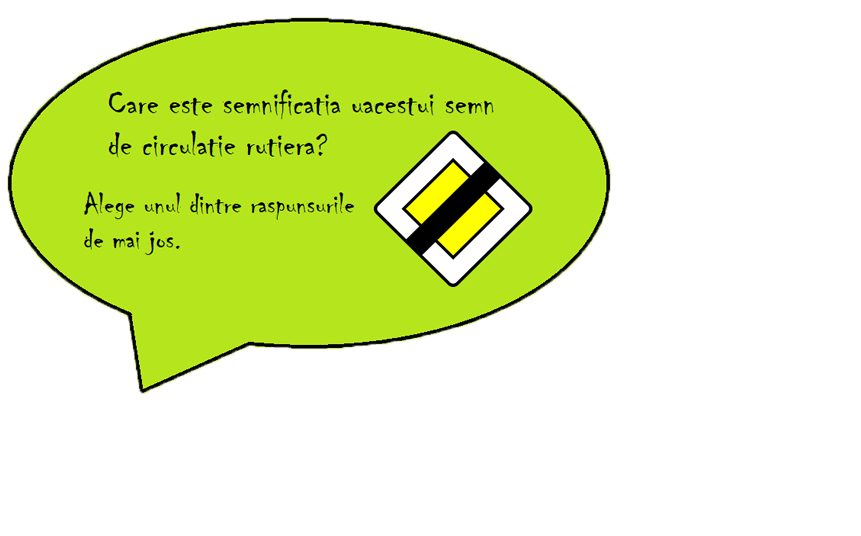 Care este semnificatia uacestui semn
de circulatie rutiera?
Alege unul dintre raspunsurile
de mai jos.